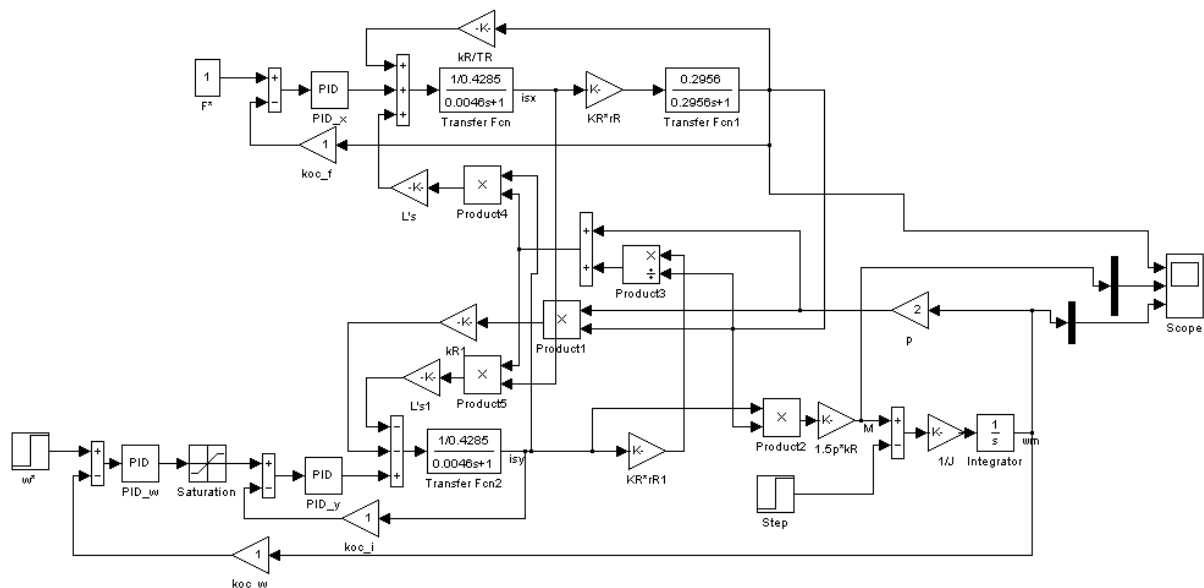 -K-
kR/TR
1
F*
+
−
PID
PID_x
+
+
+
1/0.4285
0.0046s+1
Transfer Fcn
isx
K-
KR*rR
0.2956
0.2956s+1
Transfer Fcn1
1
koc_f
-K-
L's
×
Product4
+
+
×
÷
Product3
-K-
kR1
×
Product1
2
p
Scope
-K-
L's1
×
Product5
w*
+
−
PID
PID_w
Saturation
+
−
PID
PID_y
−
−
+
1/0.4285
0.0046s+1
Transfer Fcn2
isy
K-
KR*rR1
×
Product2
K-
1.5p*kR
M
+
−
K-
1/J
1
s
Integrator
wm
Step
1
koc_i
1
koc_w